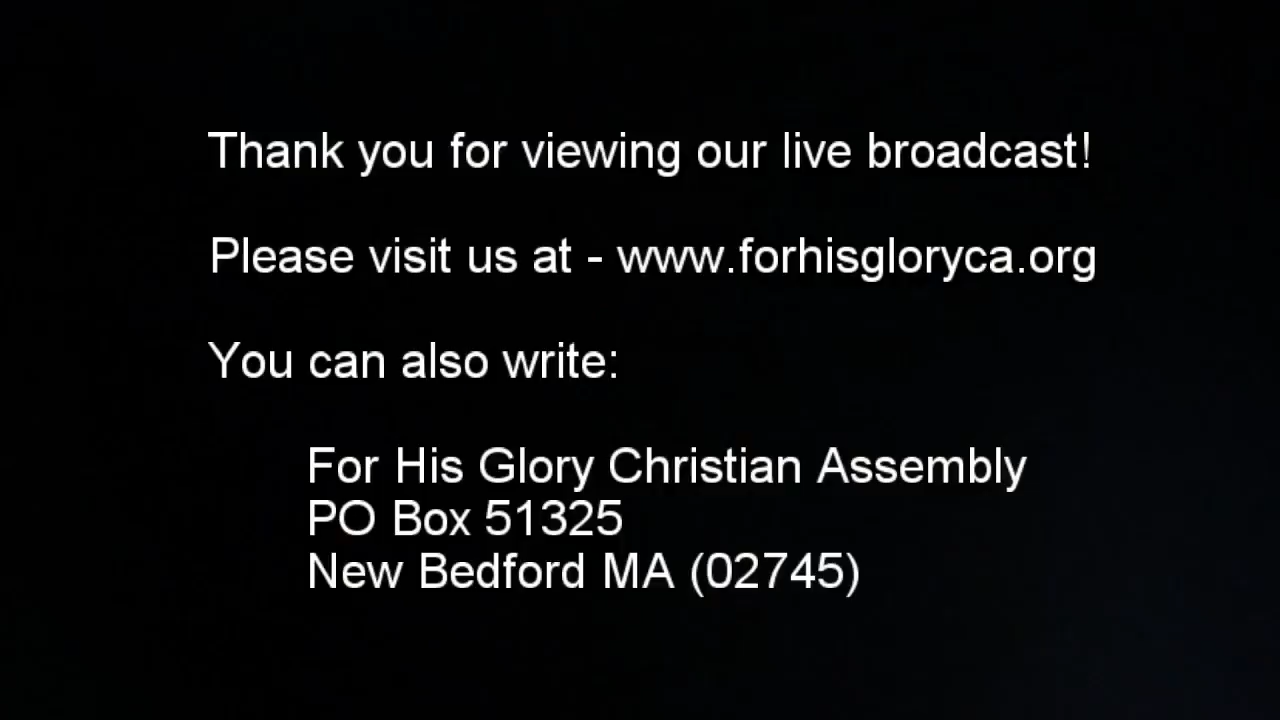 Thank you for viewing our live broadcast!
Please visit us at - www.forhisgloryca.org
You can also write:
For His Glory Christian Assembly
PO Box 51325
New Bedford MA (02745)